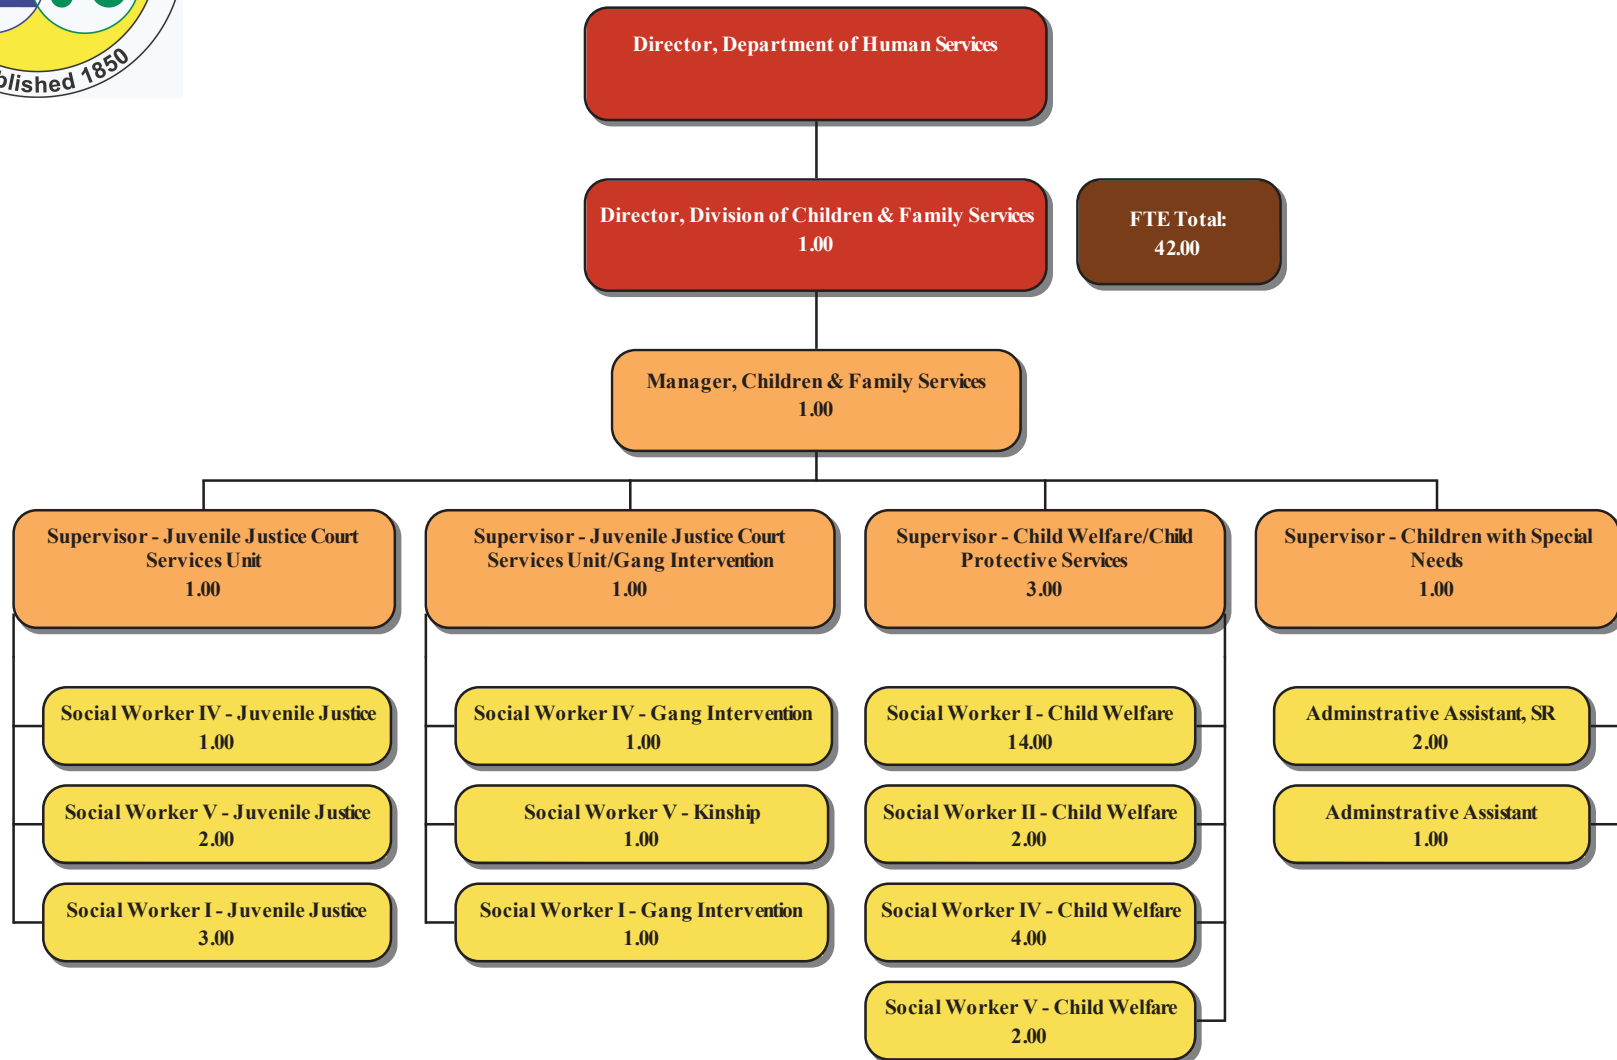 Established 1850
Director, Department of Human Services
Director, Division of Children & Family Services
1.00
FTE Total:
42.00
Manager, Children & Family Services
1.00
Supervisor - Juvenile Justice Court
Services Unit
1.00
Supervisor - Juvenile Justice Court
Services Unit/Gang Intervention
1.00
Supervisor - Child Welfare/Child
Protective Services
3.00
Supervisor - Children with Special
Needs
1.00
Social Worker IV - Juvenile Justice
1.00
Social Worker V - Juvenile Justice
2.00
Social Worker I - Juvenile Justice
3.00
Social Worker IV - Gang Intervention
1.00
Social Worker V - Kinship
1.00
Social Worker I - Gang Intervention
1.00
Social Worker I - Child Welfare
14.00
Social Worker II - Child Welfare
2.00
Social Worker IV - Child Welfare
4.00
Social Worker V - Child Welfare
2.00
Adminstrative Assistant, SR
2.00
Adminstrative Assistant
1.00